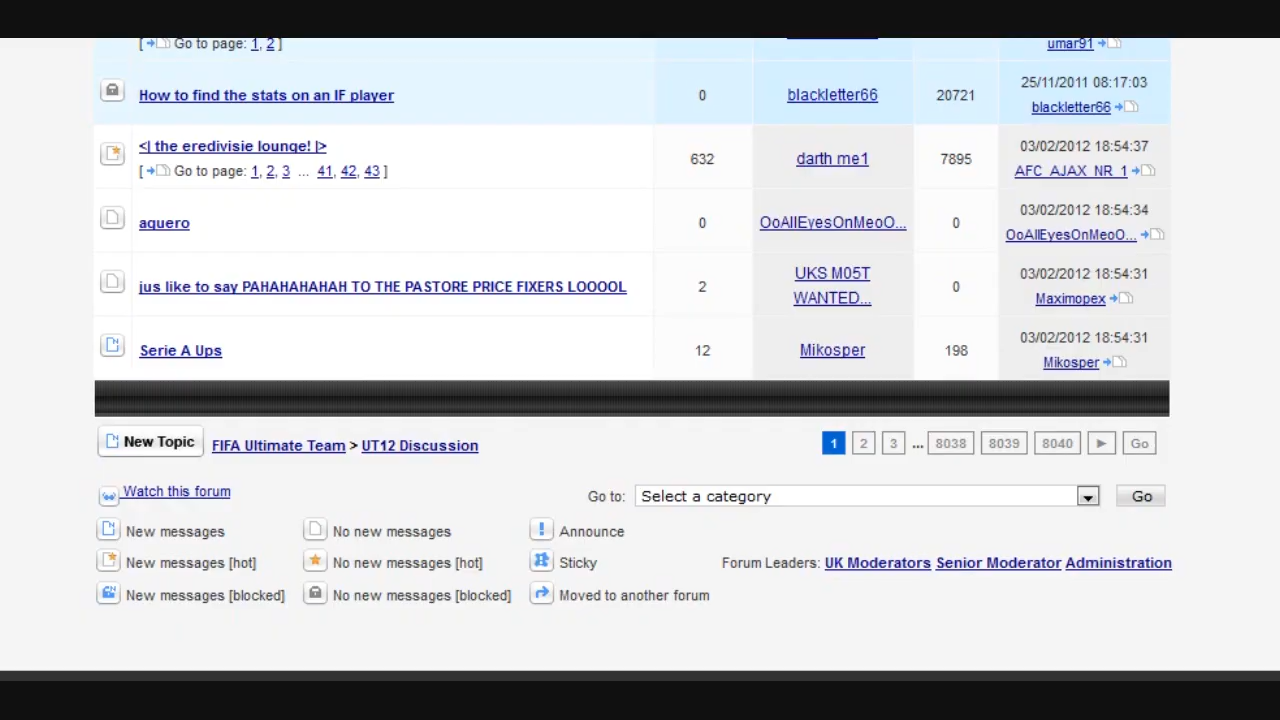 [ Go to page: 1, 2 ] umar91
How to find the stats on an IF player 0 blackletter66 20721 25/11/2011 08:17:03
blackletter66
<| the eredivisie lounge! |> 632 darth me1 7895 03/02/2012 18:54:37
[ Go to page: 1, 2, 3 ... 41, 42, 43 ] AFC_AJAX_NR_1
aguero 0 OoAllEyesOnMeoO... 0 03/02/2012 18:54:34
OoAllEyesOnMeoO...
jus like to say PAHAHAHAHAH TO THE PASTORE PRICE FIXERS LOOOOL 2 UKS M05T 0 03/02/2012 18:54:31
WANTED... Maximopex
Serie A Ups 12 Mikosper 198 03/02/2012 18:54:31
Mikosper
New Topic FIFA Ultimate Team > UT12 Discussion 1 2 3 ... 8038 8039 8040 ► Go
Watch this forum Go to: Select a category Go
New messages No new messages Announce
New messages [hot] No new messages [hot] Sticky Forum Leaders: UK Moderators Senior Moderator Administration
New messages [blocked] No new messages [blocked] Moved to another forum